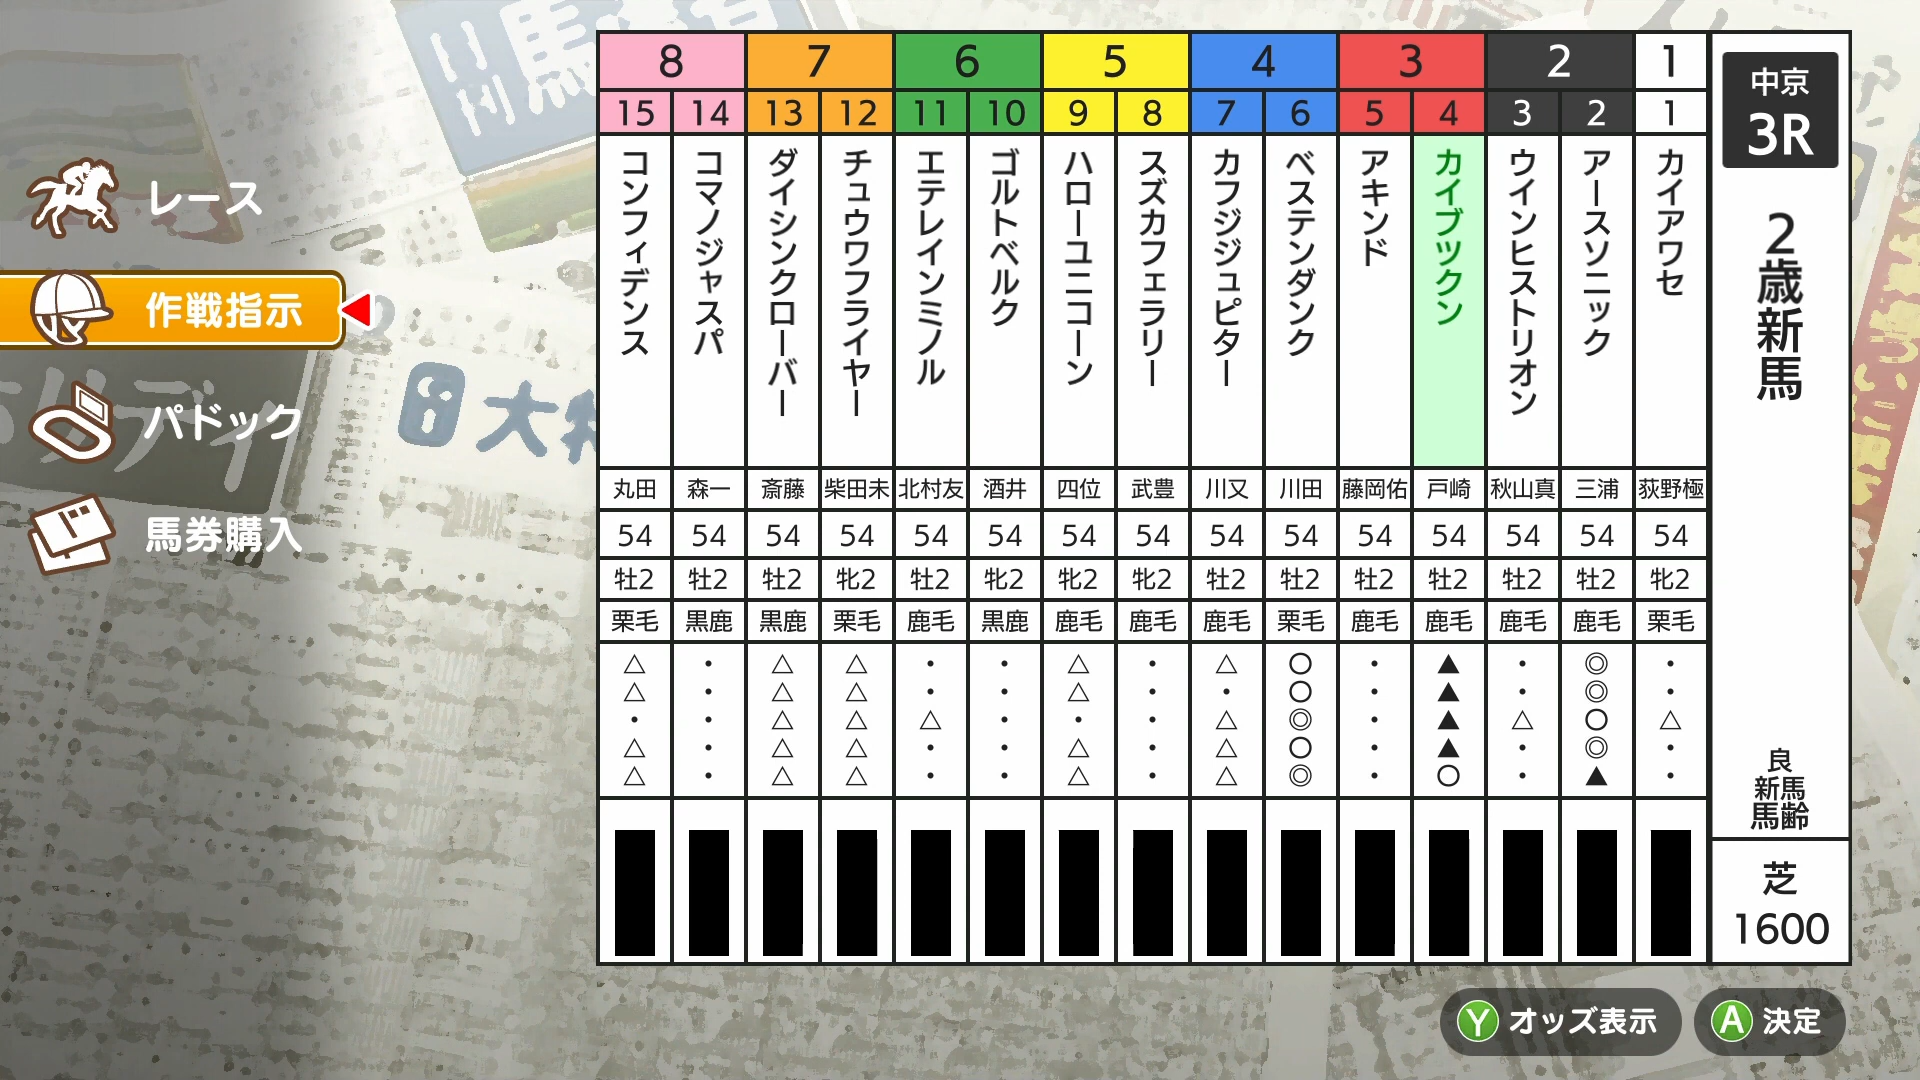 レース
作戦指示
パドック
馬券購入
8 7 6 5 4 3 2 1
15 14 13 12 11 10 9 8 7 6 5 4 3 2 1
コンフィデンス
コマノジャスパ
ダイシンクローバー
チュウワフライヤー
エテレインミノル
ゴルトベルク
ハローユニコーン
スズカフェラリー
カフジジュピター
ベステンダンク
アキンド
カイブツクン
ウインヒストリオン
アースソニック
カイアワセ
丸田 森一 斎藤 柴田未 北村友 酒井 四位 武豊 川又 川田 藤岡佑 戸崎 秋山真 三浦 荻野極
54 54 54 54 54 54 54 54 54 54 54 54 54 54 54
牡2 牡2 牡2 牝2 牡2 牝2 牝2 牝2 牡2 牡2 牡2 牡2 牡2 牡2 牝2
栗毛 黒鹿 黒鹿 栗毛 鹿毛 黒鹿 鹿毛 鹿毛 鹿毛 栗毛 鹿毛 鹿毛 鹿毛 鹿毛 栗毛
△ ・ △ △ ・ ・ △ ・ △ ○ ・ ▲ ・ ◎ ・
△ ・ △ △ ・ ・ △ ・ ・ ○ ・ ▲ ・ ◎ ・
・ ・ △ △ △ ・ ・ ・ △ ◎ ・ ▲ △ ○ △
△ ・ △ △ ・ ・ △ ・ △ ○ ・ ▲ ・ ◎ ・
△ ・ △ △ ・ ・ △ ・ △ ◎ ・ ○ ・ ▲ ・
中京
3R
2歳新馬
良
新馬
馬齢
芝
1600
Y オッズ表示
A 決定